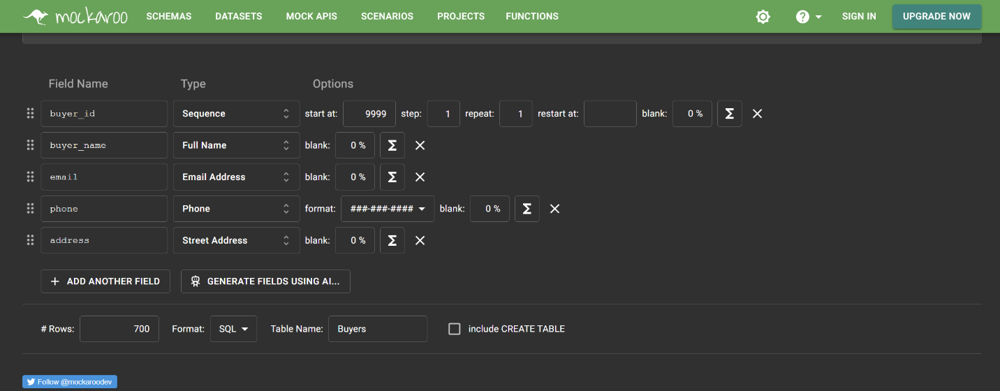 mockaroo SCHEMAS DATASETS MOCK APIS SCENARIOS PROJECTS FUNCTIONS ? SIGN IN UPGRADE NOW
Field Name Type Options
buyer_id Sequence start at: 9999 step: 1 repeat: 1 restart at: blank: 0 % Σ
buyer_name Full Name blank: 0 % Σ
email Email Address blank: 0 % Σ
phone Phone format: ###-###-#### blank: 0 % Σ
address Street Address blank: 0 % Σ
+ ADD ANOTHER FIELD GENERATE FIELDS USING AI...
# Rows: 700 Format: SQL Table Name: Buyers include CREATE TABLE
Follow @mockaroodev